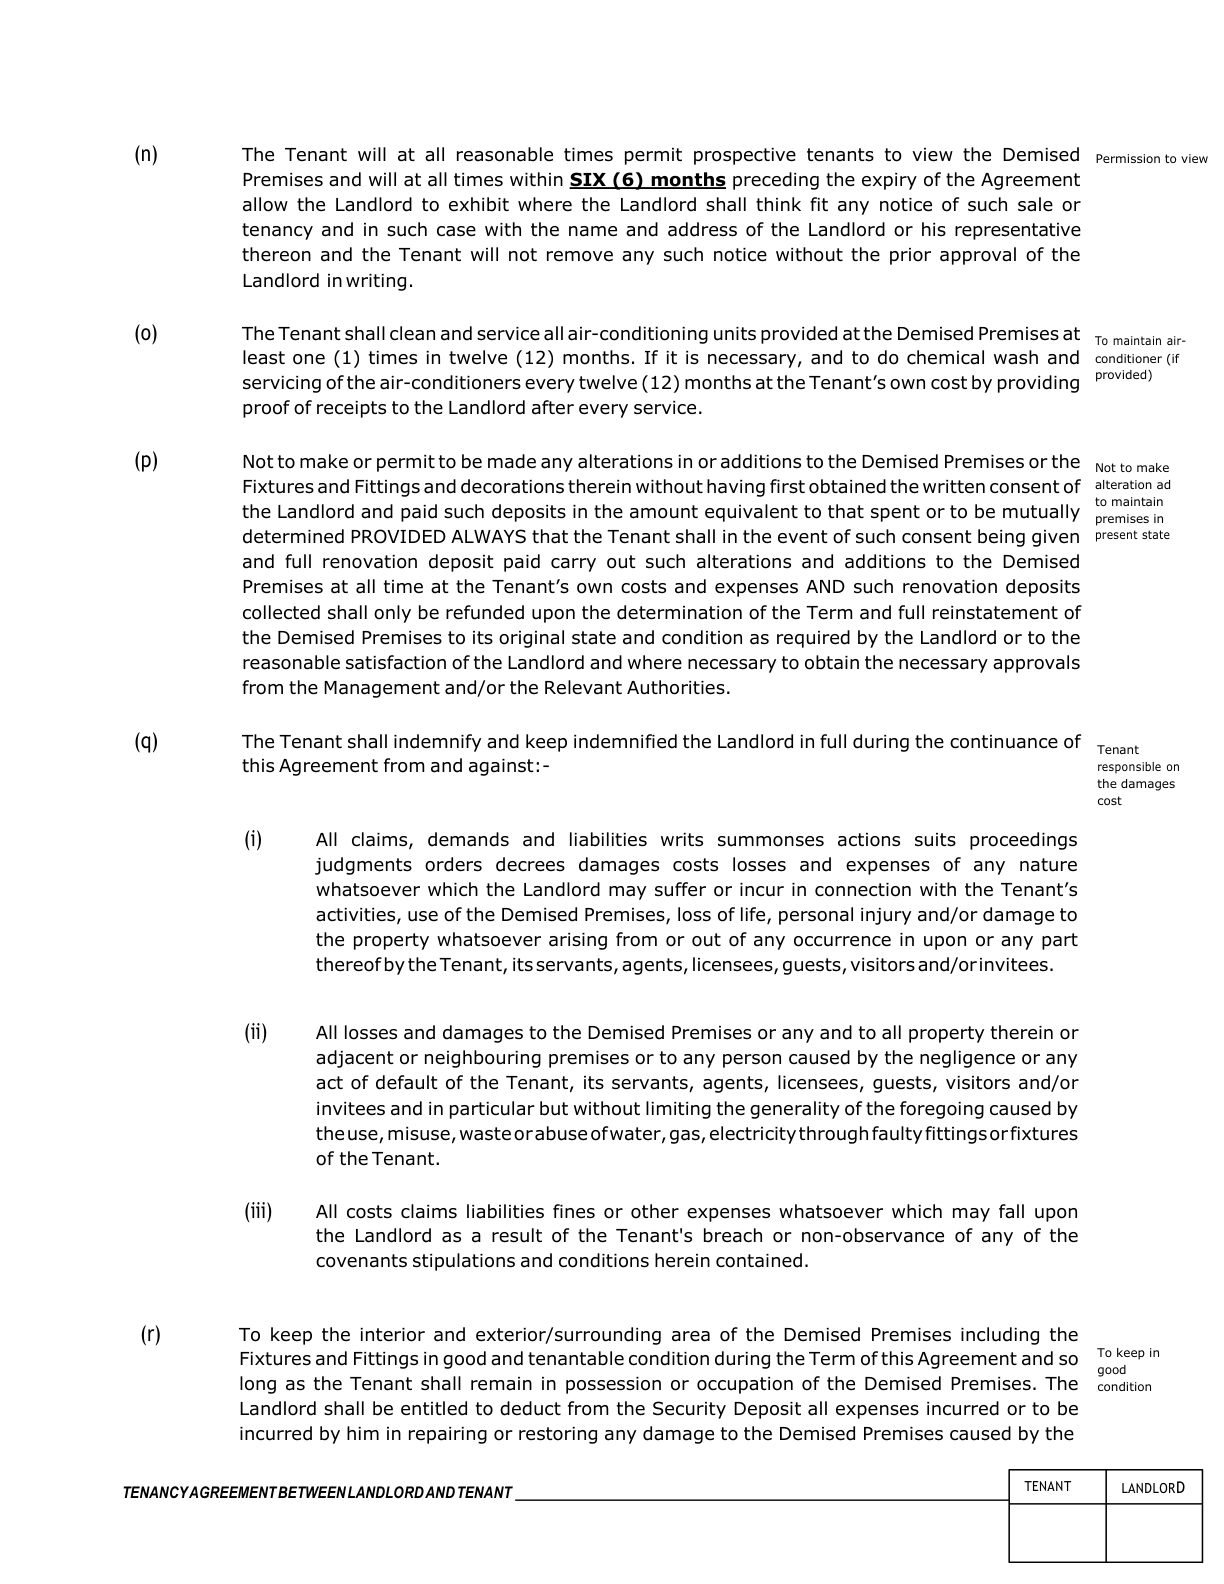 (n)
The Tenant will at all reasonable times permit prospective tenants to view the Demised
Premises and will at all times within SIX (6) months preceding the expiry of the Agreement
allow the Landlord to exhibit where the Landlord shall think fit any notice of such sale or
tenancy and in such case with the name and address of the Landlord or his representative
thereon and the Tenant will not remove any such notice without the prior approval of the
Landlord in writing.
Permission to view
(o)
The Tenant shall clean and service all air-conditioning units provided at the Demised Premises at
least one (1) times in twelve (12) months. If it is necessary, and to do chemical wash and
servicing of the air-conditioners every twelve (12) months at the Tenant’s own cost by providing
proof of receipts to the Landlord after every service.
To maintain air-
conditioner (if
provided)
(p)
Not to make or permit to be made any alterations in or additions to the Demised Premises or the
Fixtures and Fittings and decorations therein without having first obtained the written consent of
the Landlord and paid such deposits in the amount equivalent to that spent or to be mutually
determined PROVIDED ALWAYS that the Tenant shall in the event of such consent being given
and full renovation deposit paid carry out such alterations and additions to the Demised
Premises at all time at the Tenant’s own costs and expenses AND such renovation deposits
collected shall only be refunded upon the determination of the Term and full reinstatement of
the Demised Premises to its original state and condition as required by the Landlord or to the
reasonable satisfaction of the Landlord and where necessary to obtain the necessary approvals
from the Management and/or the Relevant Authorities.
Not to make
alteration ad
to maintain
premises in
present state
(q)
The Tenant shall indemnify and keep indemnified the Landlord in full during the continuance of
this Agreement from and against:-
Tenant
responsible on
the damages
cost
(i)
All claims, demands and liabilities writs summonses actions suits proceedings
judgments orders decrees damages costs losses and expenses of any nature
whatsoever which the Landlord may suffer or incur in connection with the Tenant’s
activities, use of the Demised Premises, loss of life, personal injury and/or damage to
the property whatsoever arising from or out of any occurrence in upon or any part
thereof by the Tenant, its servants, agents, licensees, guests, visitors and/or invitees.
(ii)
All losses and damages to the Demised Premises or any and to all property therein or
adjacent or neighbouring premises or to any person caused by the negligence or any
act of default of the Tenant, its servants, agents, licensees, guests, visitors and/or
invitees and in particular but without limiting the generality of the foregoing caused by
the use, misuse, waste or abuse of water, gas, electricity through faulty fittings or fixtures
of the Tenant.
(iii)
All costs claims liabilities fines or other expenses whatsoever which may fall upon
the Landlord as a result of the Tenant's breach or non-observance of any of the
covenants stipulations and conditions herein contained.
(r)
To keep the interior and exterior/surrounding area of the Demised Premises including the
Fixtures and Fittings in good and tenantable condition during the Term of this Agreement and so
long as the Tenant shall remain in possession or occupation of the Demised Premises. The
Landlord shall be entitled to deduct from the Security Deposit all expenses incurred or to be
incurred by him in repairing or restoring any damage to the Demised Premises caused by the
To keep in
good
condition
TENANCY AGREEMENT BETWEEN LANDLORD AND TENANT
TENANT
LANDLORD